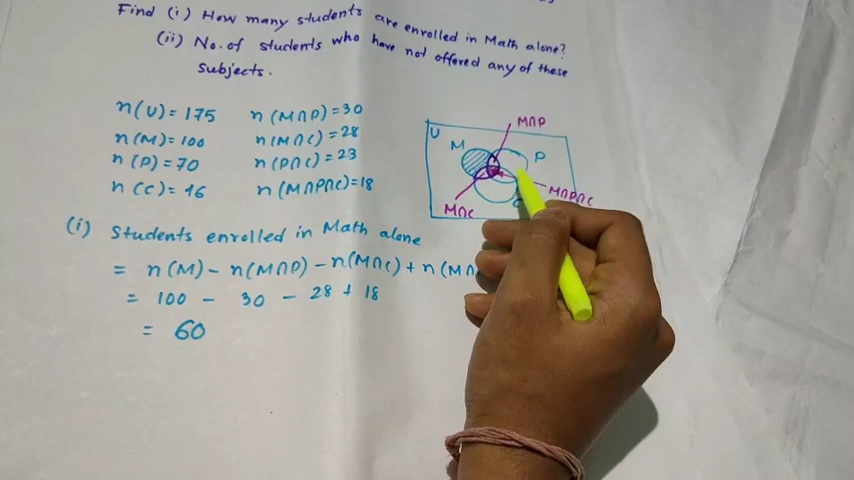 Find (i) How many students are enrolled in Math alone?
(ii) No. of students who have not offered any of these
subjects.
n(U) = 175 n(M∩P) = 30
n(M) = 100 n(M∩C) = 28
n(P) = 70 n(P∩C) = 23
n(C) = 46 n(M∩P∩C) = 18
U
M∩P
M
P
M∩P∩C
M∩C
C
(i) Students enrolled in Math alone
= n(M) - n(M∩P) - n(M∩C) + n(M∩
= 100 - 30 - 28 + 18
= 60